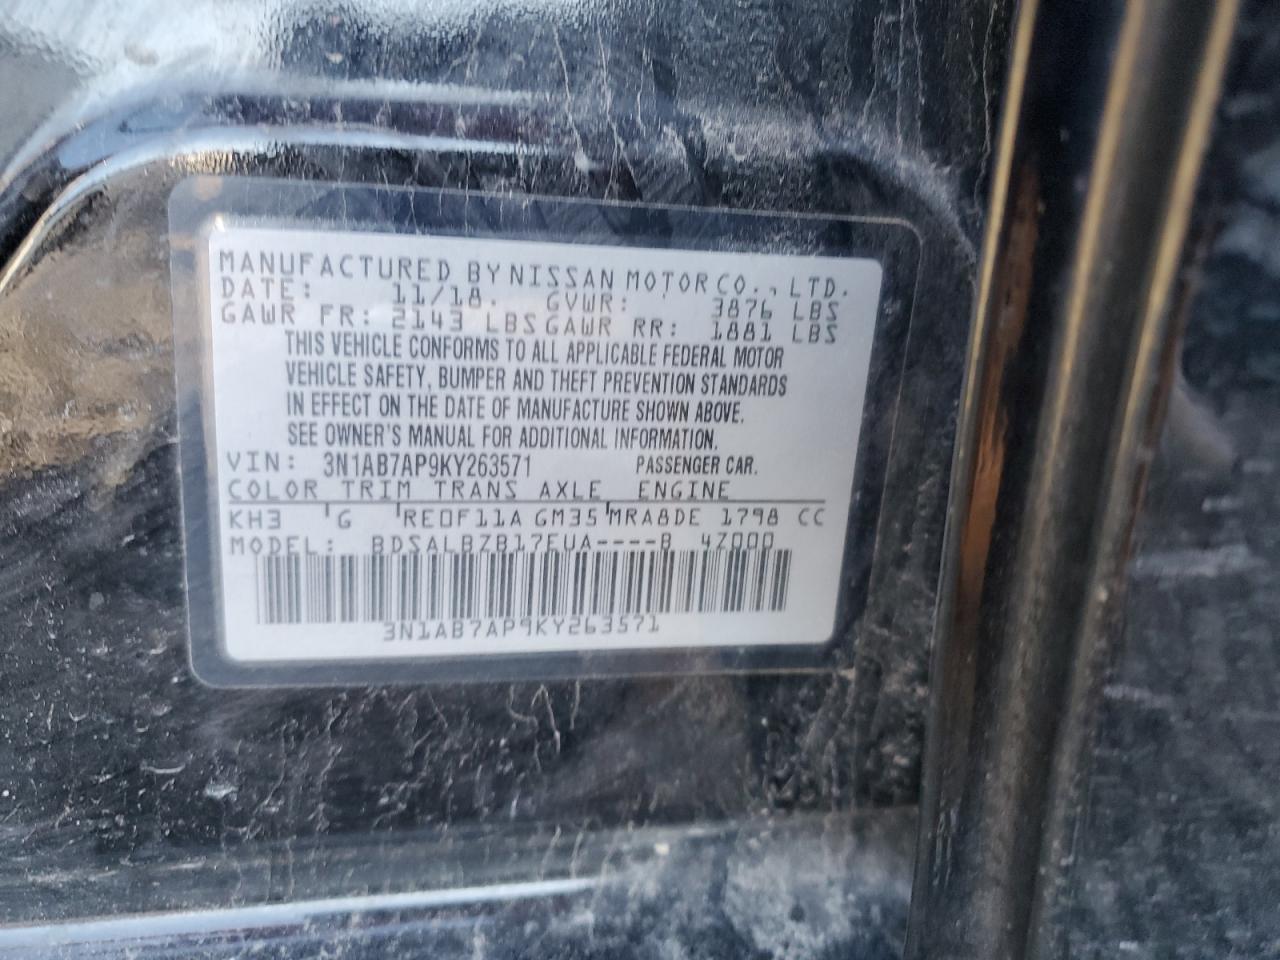 MANUFACTURED BY NISSAN MOTOR CO., LTD.
DATE: 11/18. GVWR: 3876 LBS
GAWR FR: 2143 LBS GAWR RR: 1881 LBS
THIS VEHICLE CONFORMS TO ALL APPLICABLE FEDERAL MOTOR
VEHICLE SAFETY, BUMPER AND THEFT PREVENTION STANDARDS
IN EFFECT ON THE DATE OF MANUFACTURE SHOWN ABOVE.
SEE OWNER'S MANUAL FOR ADDITIONAL INFORMATION.
VIN: 3N1AB7AP9KY263571 PASSENGER CAR.
COLOR TRIM TRANS AXLE ENGINE
KH3 G RE0F11A GM35 MRA8DE 1798 CC
MODEL: BDSALBZB17EUA----B 4Z000
3N1AB7AP9KY263571